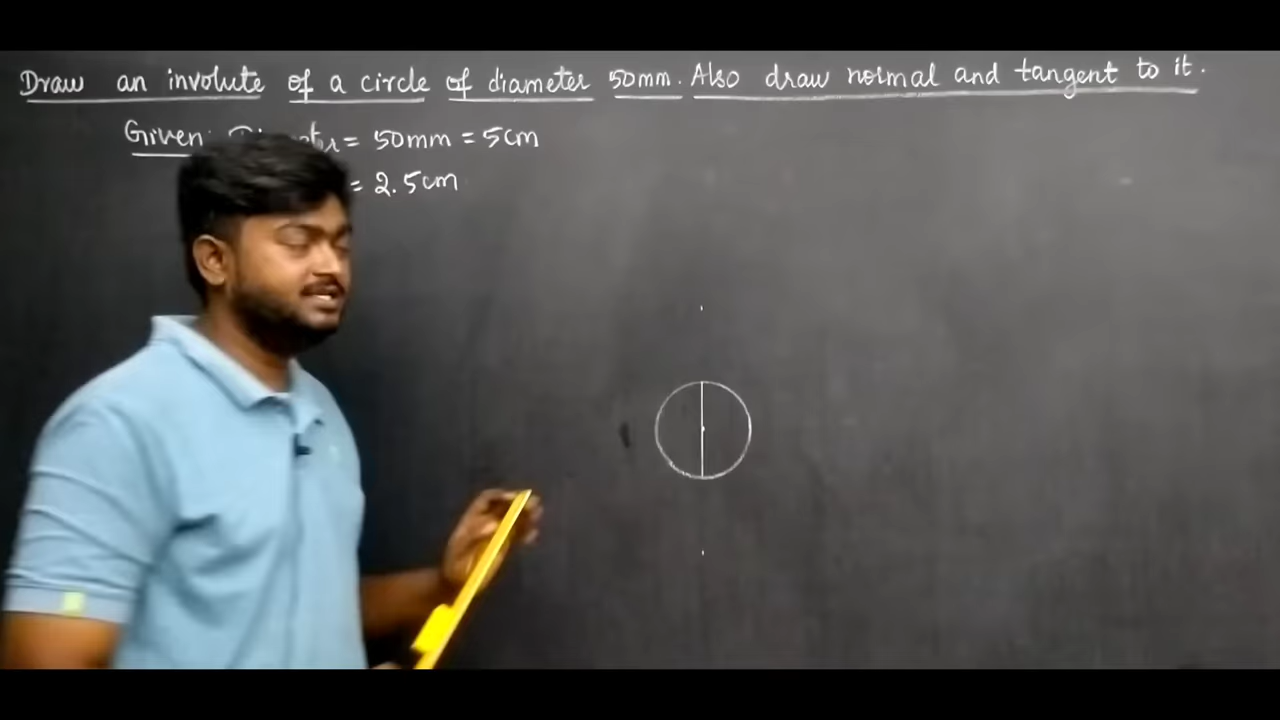 Draw an involute of a circle of diameter 50mm. Also draw normal and tangent to it.
Given: = 50mm = 5cm
= 2.5cm